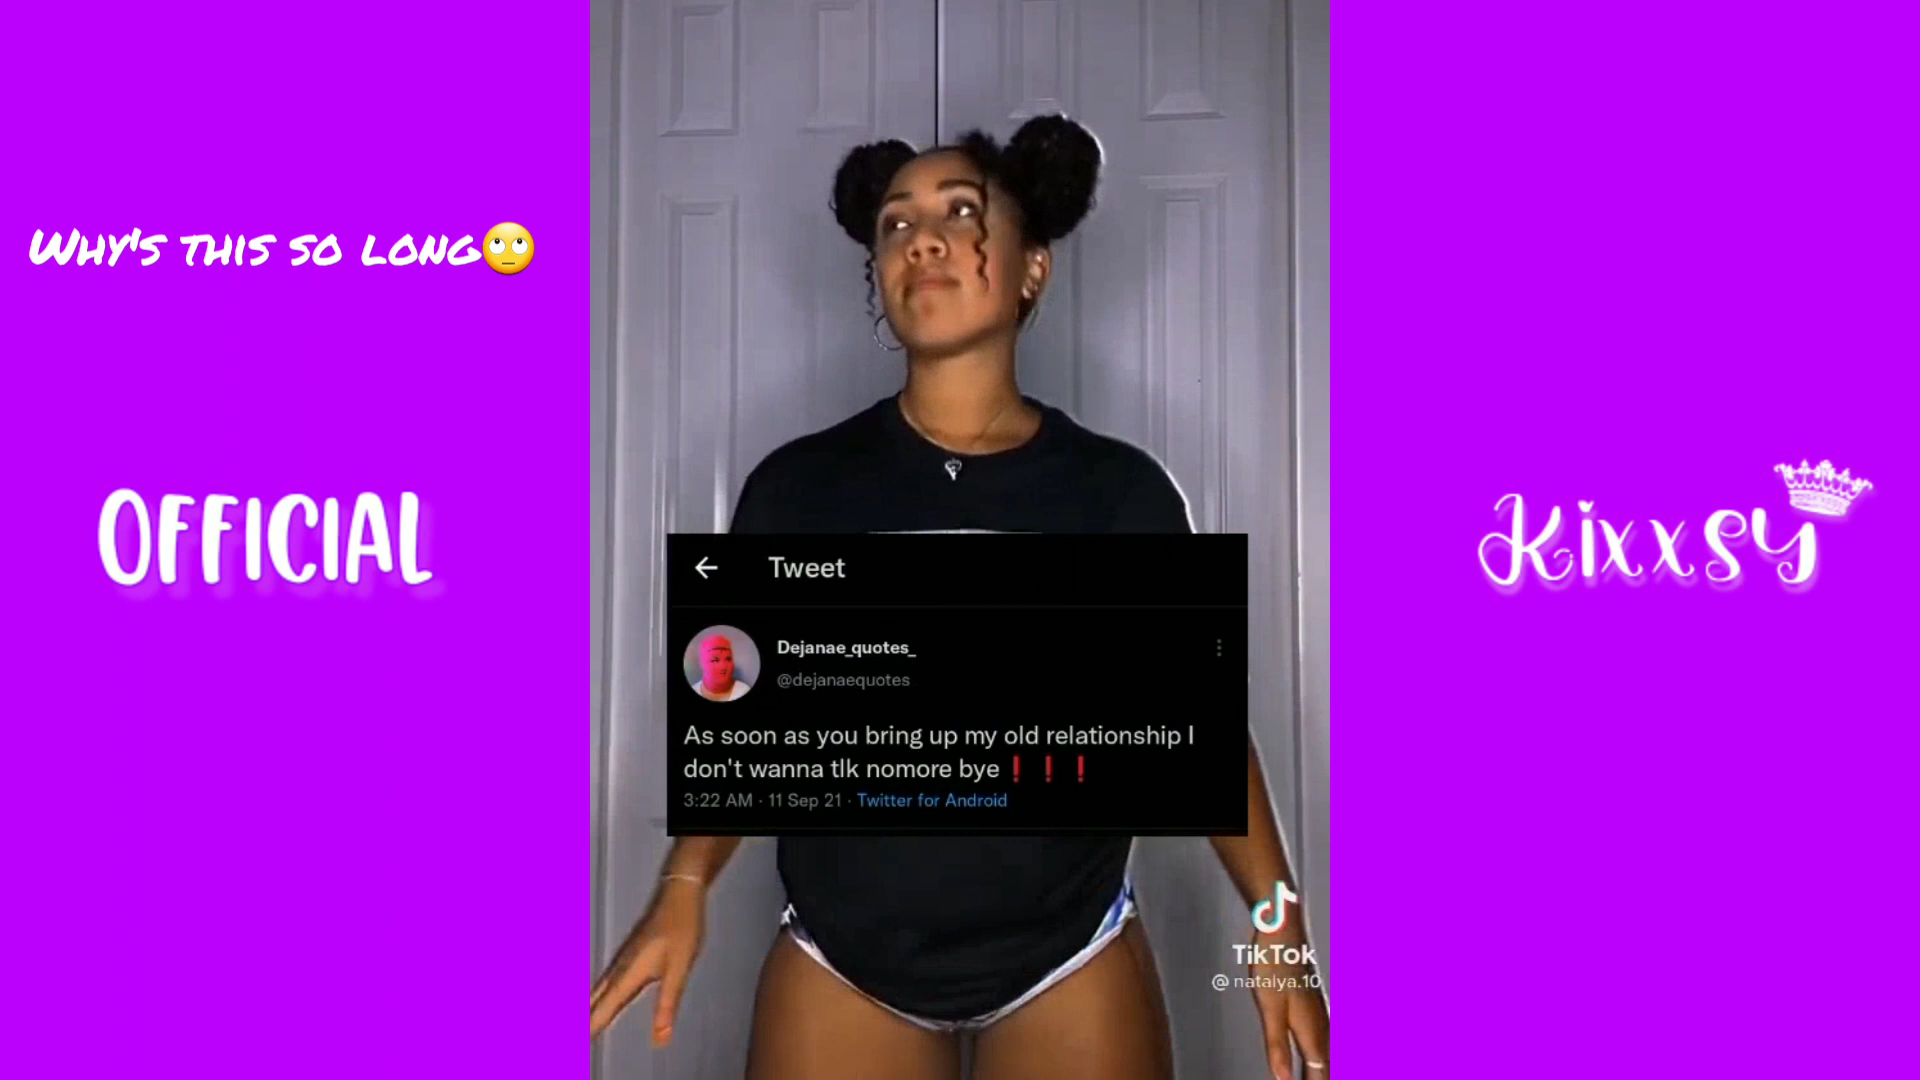 Why's this so long🙄
OFFICIAL
Kixxsy
Tweet
Dejanae_quotes_
@dejanaequotes
As soon as you bring up my old relationship I
don't wanna tlk nomore bye❗❗❗
3:22 AM · 11 Sep 21 · Twitter for Android
TikTok
@natalya.10